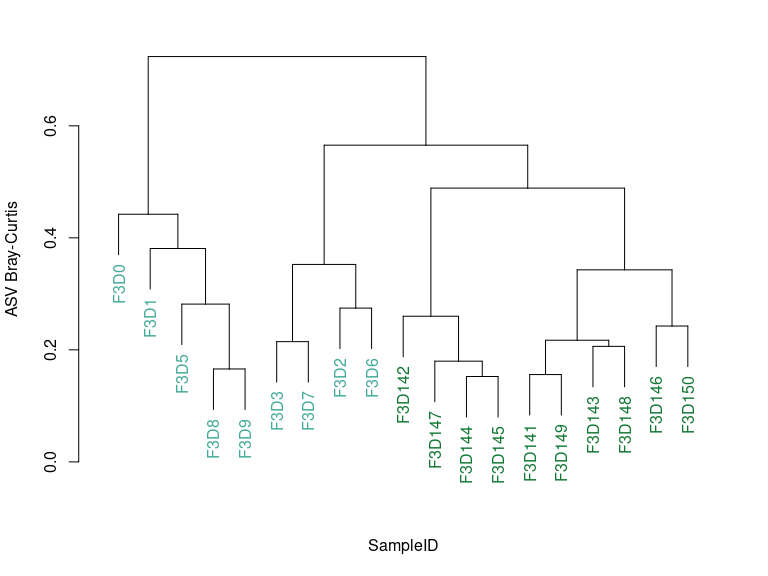 ASV Bray-Curtis
0.6
0.4
0.2
0.0
F3D0
F3D1
F3D5
F3D8
F3D9
F3D3
F3D7
F3D2
F3D6
F3D142
F3D147
F3D144
F3D145
F3D141
F3D149
F3D143
F3D148
F3D146
F3D150
SampleID